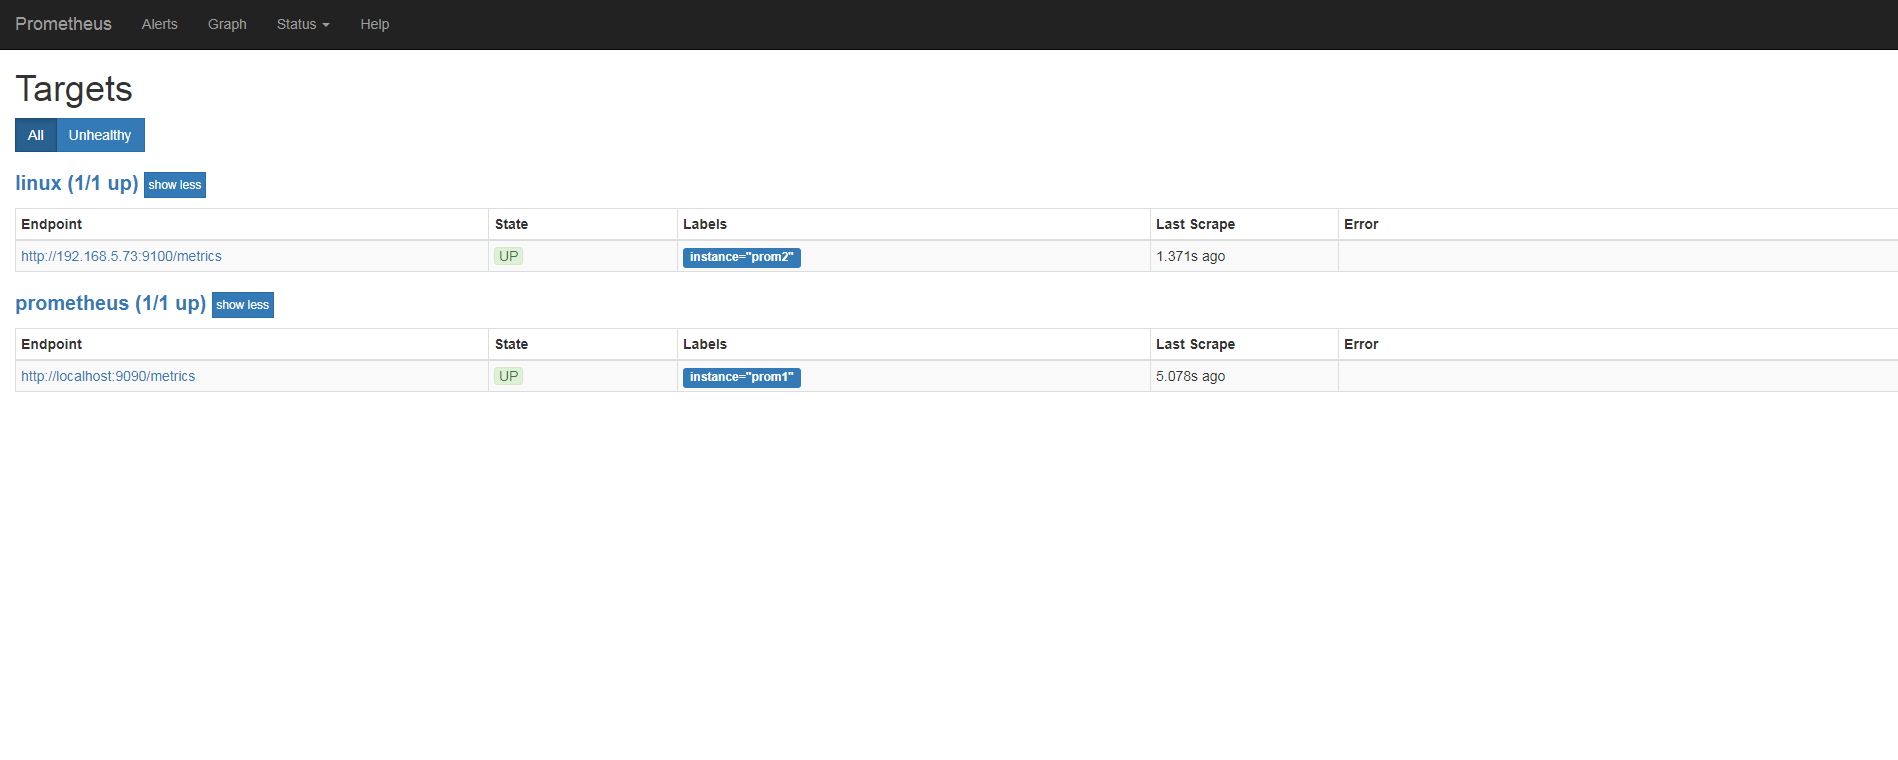 Prometheus Alerts Graph Status Help
Targets
All Unhealthy
linux (1/1 up) show less
Endpoint State Labels Last Scrape Error
http://192.168.5.73:9100/metrics UP instance="prom2" 1.371s ago
prometheus (1/1 up) show less
Endpoint State Labels Last Scrape Error
http://localhost:9090/metrics UP instance="prom1" 5.078s ago